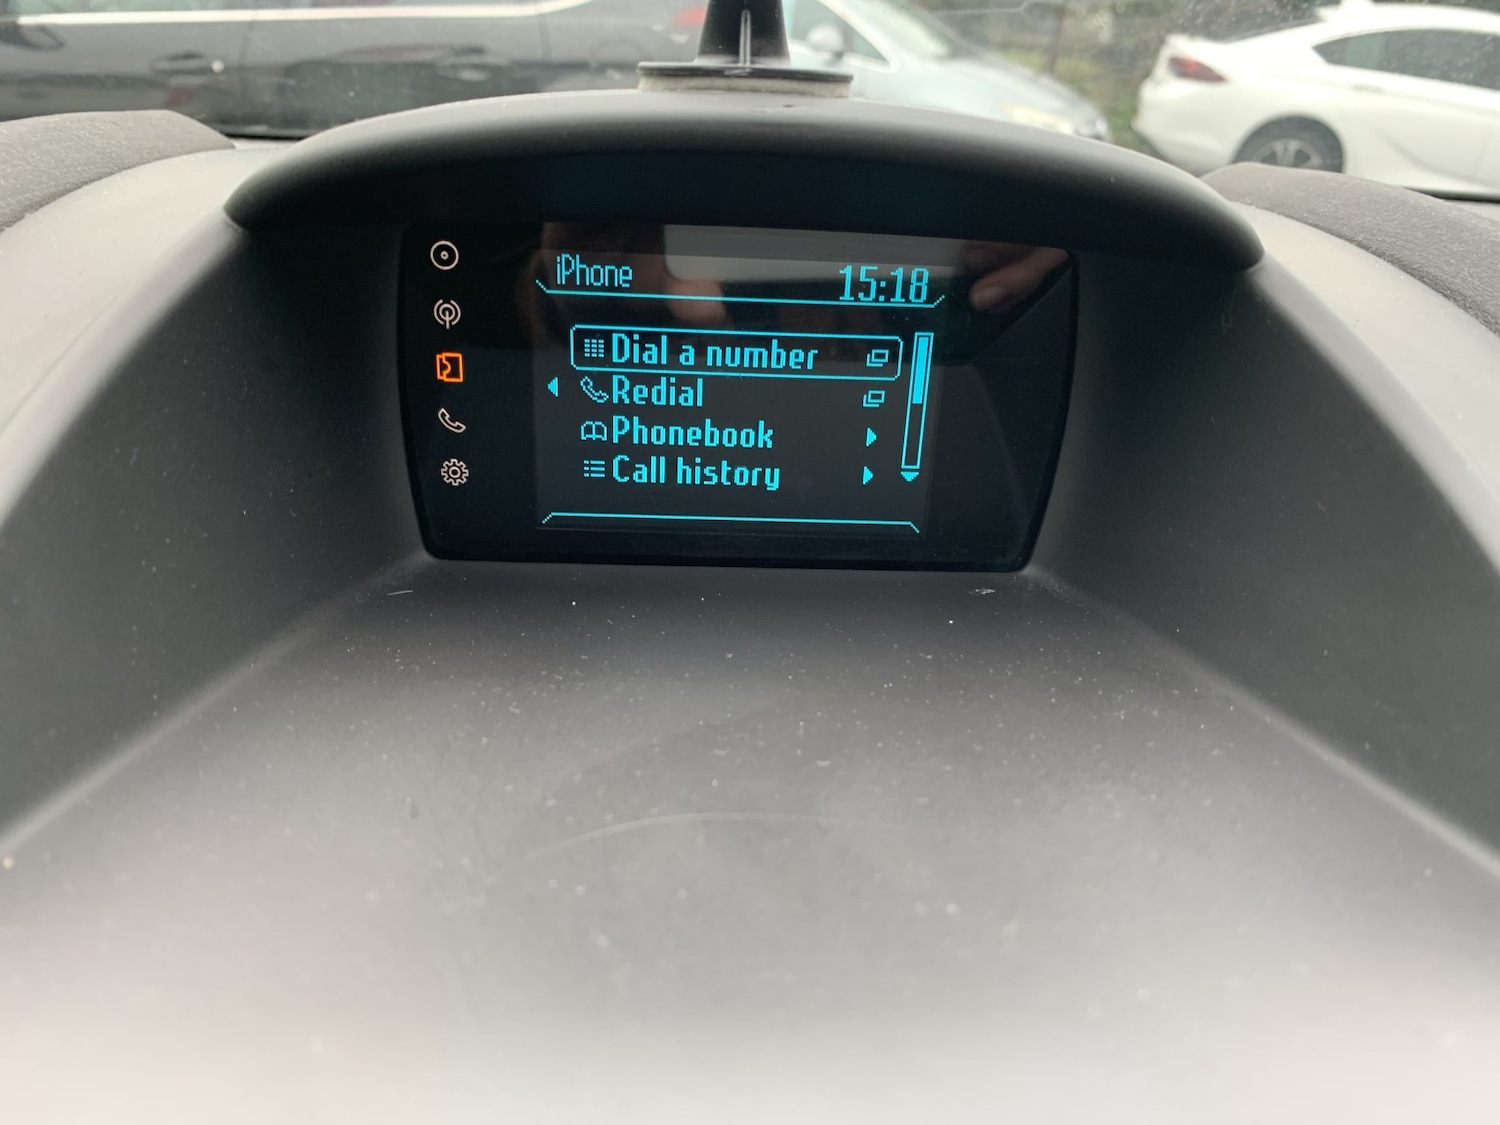 iPhone 15:18
Dial a number
Redial
Phonebook
Call history